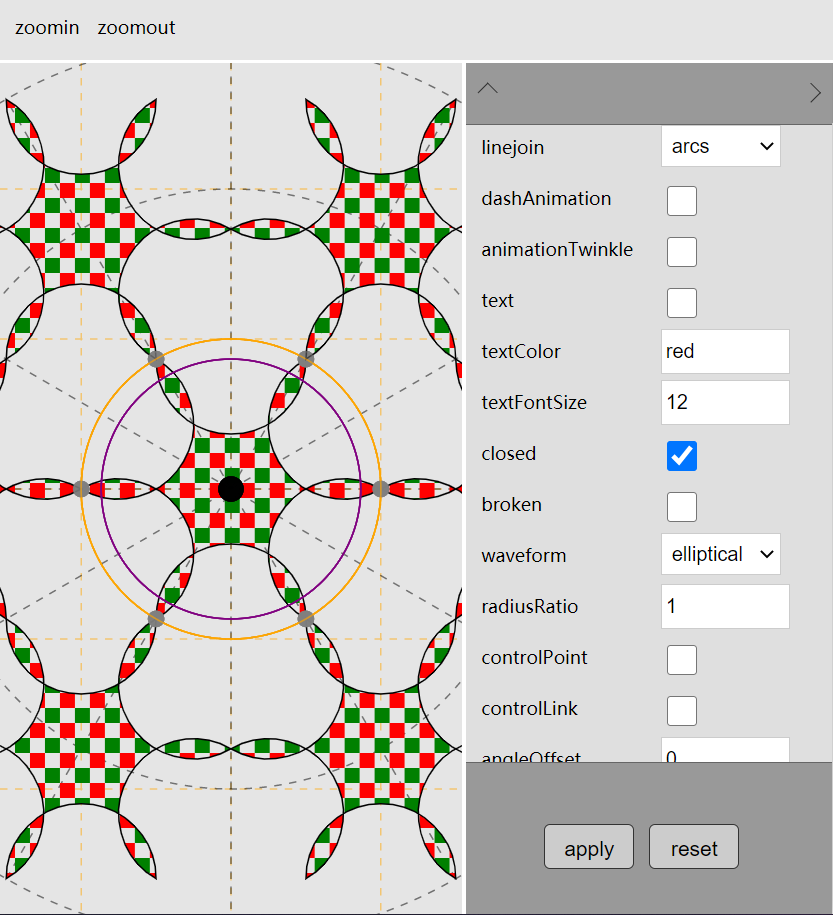 zoomin zoomout
linejoin arcs
dashAnimation
animationTwinkle
text
textColor red
textFontSize 12
closed
broken
waveform elliptical
radiusRatio 1
controlPoint
controlLink
angleOffset 0
apply reset